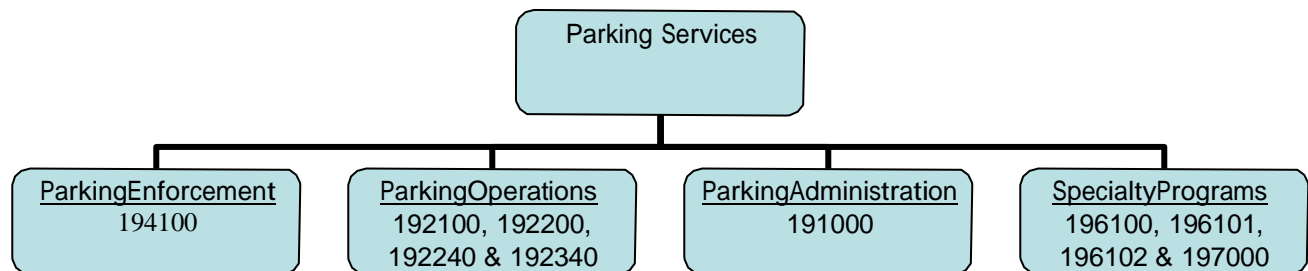 Parking Services
ParkingEnforcement
194100
ParkingOperations
192100, 192200,
192240 & 192340
ParkingAdministration
191000
SpecialtyPrograms
196100, 196101,
196102 & 197000